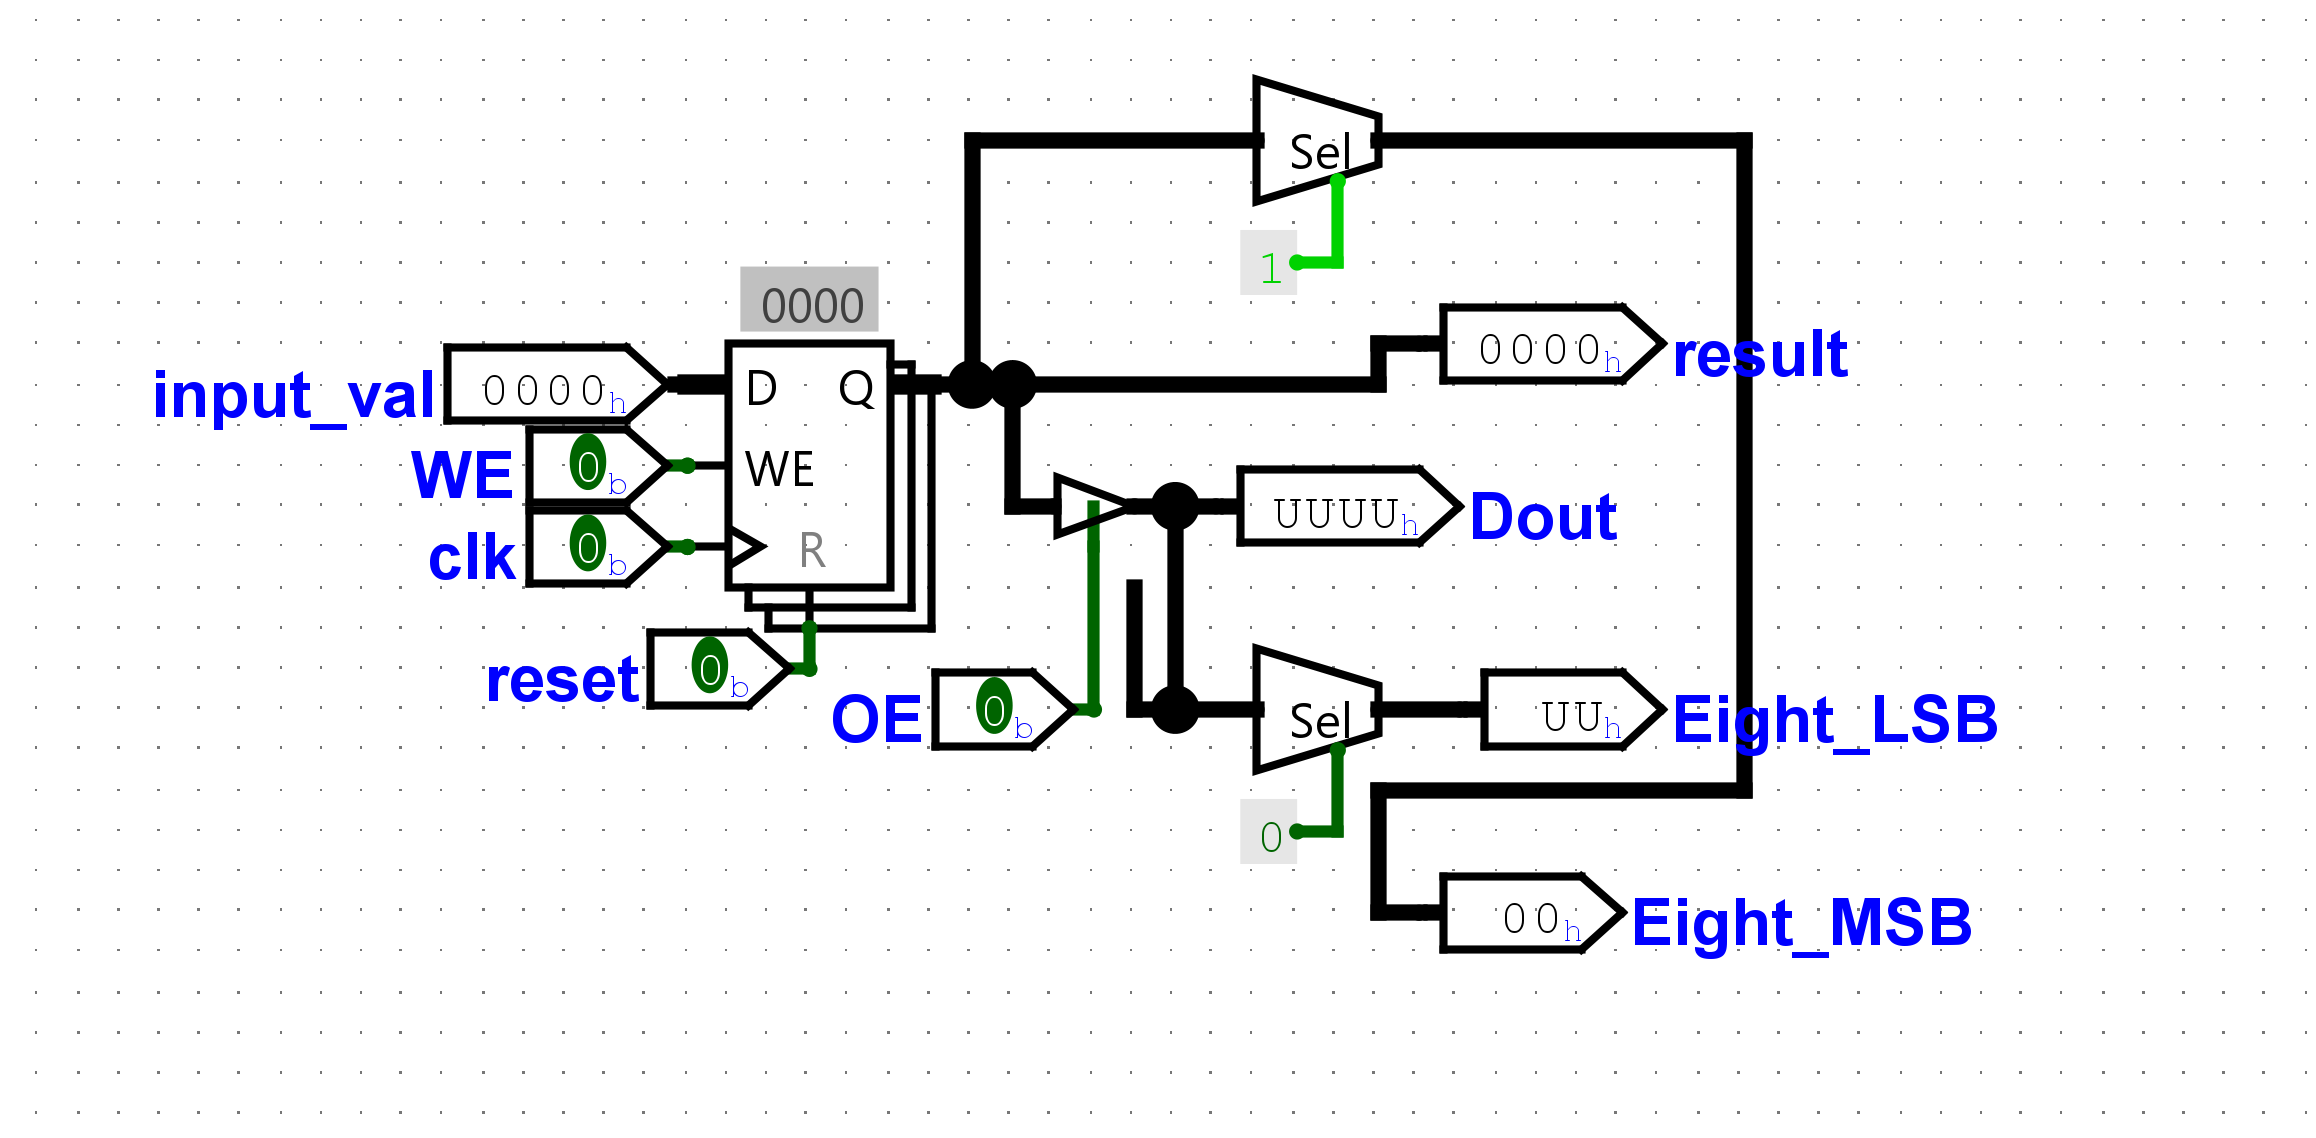 Sel
1
0000
0000h
result
input_val
0000h
D
Q
WE
0b
WE
clk
0b
R
UUUUh
Dout
reset
0b
OE
0b
Sel
UUh
Eight_LSB
0
00h
Eight_MSB